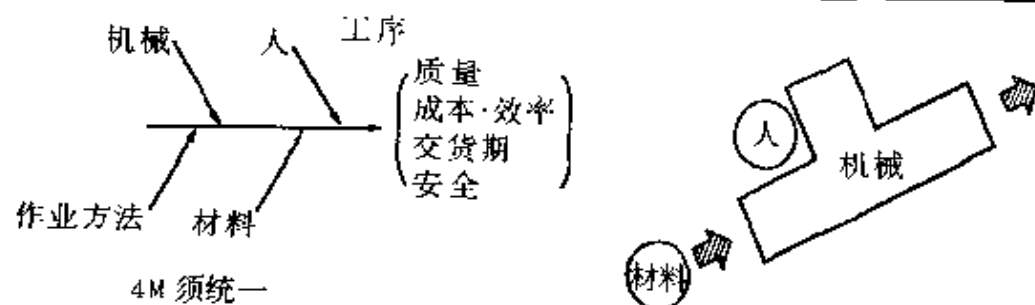 机械
人
工序
质量
成本·效率
交货期
安全
作业方法
材料
4M 须统一
人
机械
材料